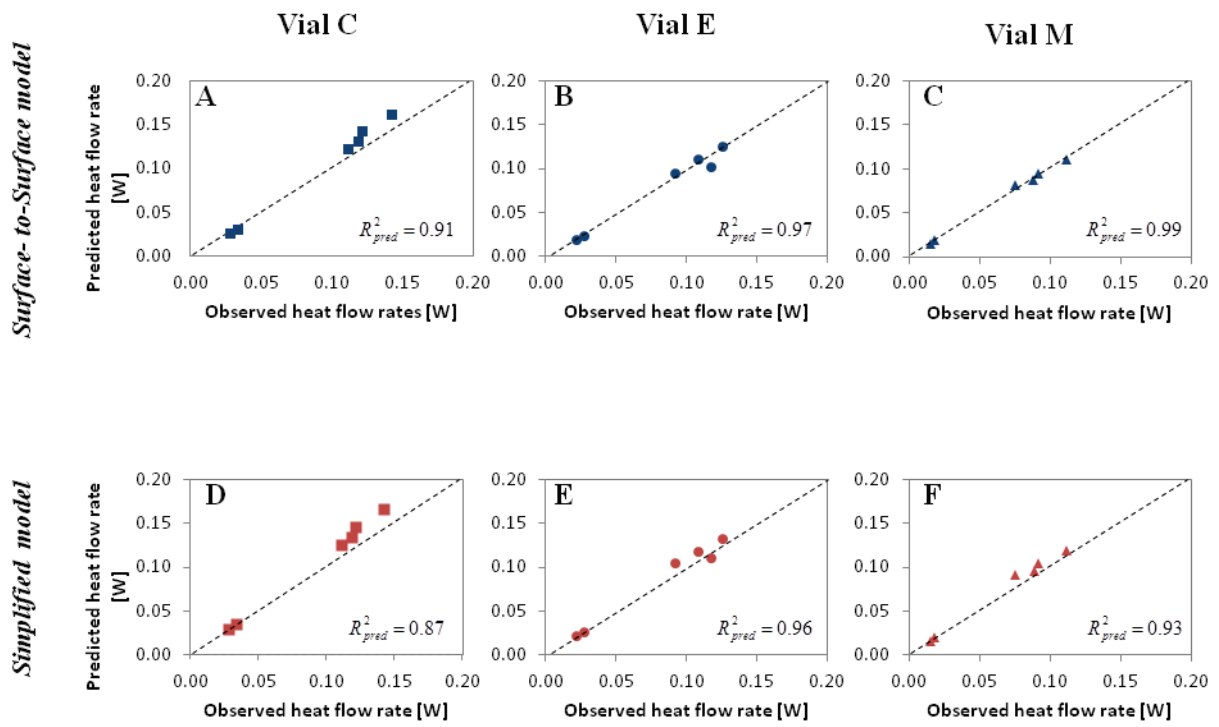 Vial C
Vial E
Vial M
Surface- to-Surface model
Predicted heat flow rate
[W]
0.20
0.15
0.10
0.05
0.00
A
R²pred = 0.91
0.00 0.05 0.10 0.15 0.20
Observed heat flow rates [W]
0.20
0.15
0.10
0.05
0.00
B
R²pred = 0.97
0.00 0.05 0.10 0.15 0.20
Observed heat flow rate [W]
0.20
0.15
0.10
0.05
0.00
C
R²pred = 0.99
0.00 0.05 0.10 0.15 0.20
Observed heat flow rate [W]
Simplified model
Predicted heat flow rate
[W]
0.20
0.15
0.10
0.05
0.00
D
R²pred = 0.87
0.00 0.05 0.10 0.15 0.20
Observed heat flow rate [W]
0.20
0.15
0.10
0.05
0.00
E
R²pred = 0.96
0.00 0.05 0.10 0.15 0.20
Observed heat flow rate [W]
0.20
0.15
0.10
0.05
0.00
F
R²pred = 0.93
0.00 0.05 0.10 0.15 0.20
Observed heat flow rate [W]